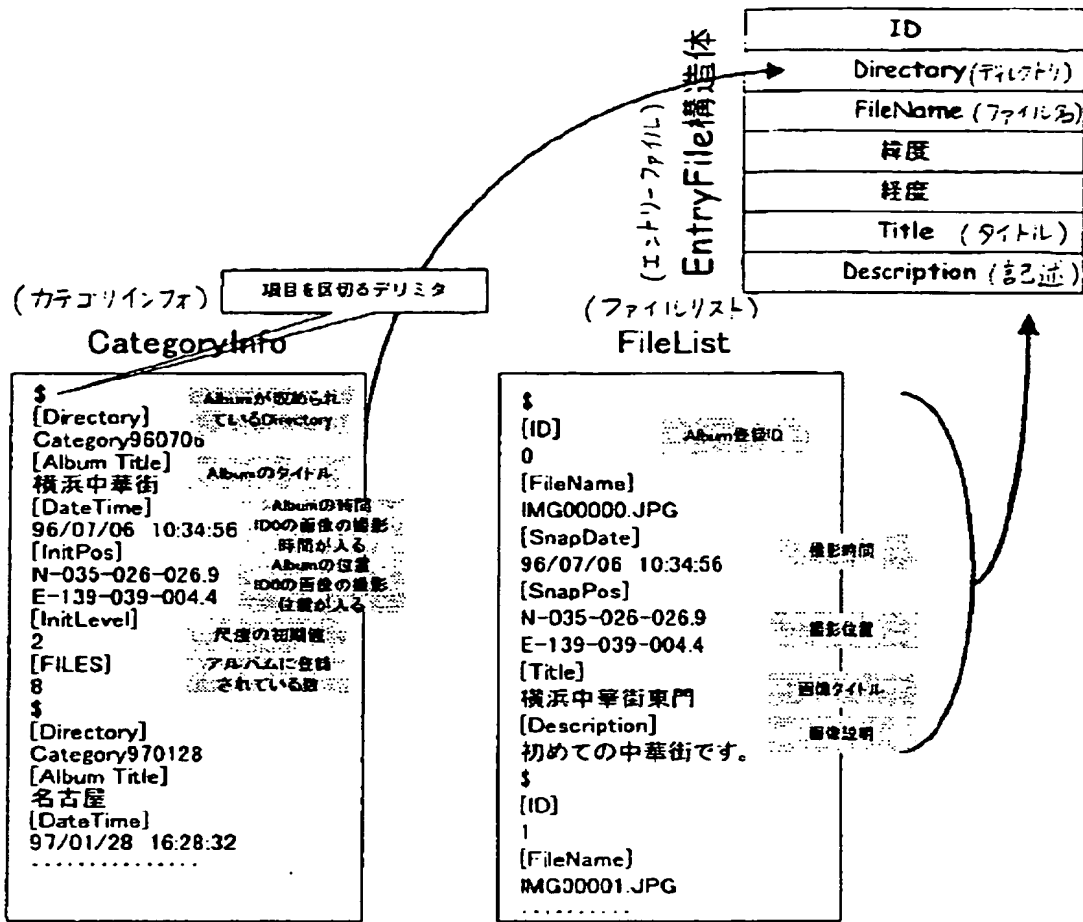 ID
Directory(ディレクトリ)
FileName (ファイル名)
緯度
経度
Title (タイトル)
Description (記述)
(エントリーファイル)
EntryFile構造体
(カテゴリインフォ)
項目を区切るデリミタ
CategoryInfo
$
[Directory]
Category960706
[Album Title]
横浜中華街
[DateTime]
96/07/06 10:34:56
[InitPos]
N-035-026-026.9
E-139-039-004.4
[InitLevel]
2
[FILES]
8
$
[Directory]
Category970128
[Album Title]
名古屋
[DateTime]
97/01/28 16:28:32
...............
Albumが収められ
ているDirectory
Albumのタイトル
Albumの時間
ID0の画像の撮影
時間が入る
Albumの位置
ID0の画像の撮影
位置が入る
尺度の初期値
アルバムに登録
されている数
(ファイルリスト)
FileList
$
[ID]
0
[FileName]
IMG00000.JPG
[SnapDate]
96/07/06 10:34:56
[SnapPos]
N-035-026-026.9
E-139-039-004.4
[Title]
横浜中華街東門
[Description]
初めての中華街です。
$
[ID]
1
[FileName]
IMG00001.JPG
..........
Album登録ID
撮影時間
撮影位置
画像タイトル
画像説明